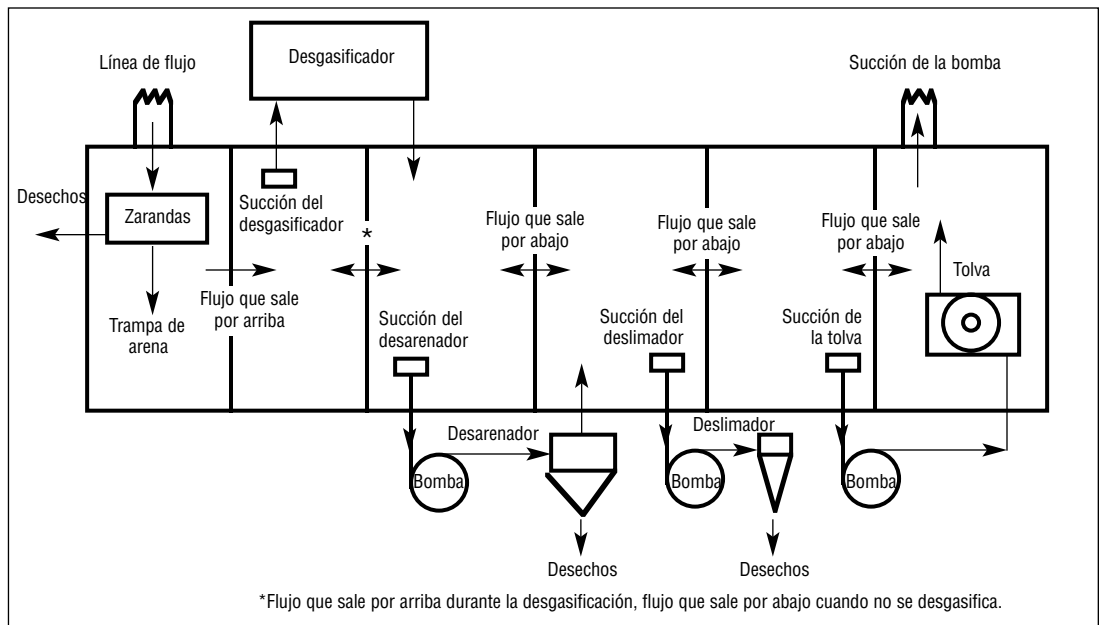 Línea de flujo
Desgasificador
Succión de la bomba
Desechos
Zarandas
Succión del
desgasificador
*
Flujo que sale
por abajo
Flujo que sale
por abajo
Flujo que sale
por abajo
Tolva
Flujo que sale
por arriba
Trampa de
arena
Succión del
desarenador
Succión del
deslimador
Succión de
la tolva
Desarenador
Deslimador
Bomba
Bomba
Bomba
Desechos
Desechos
*Flujo que sale por arriba durante la desgasificación, flujo que sale por abajo cuando no se desgasifica.